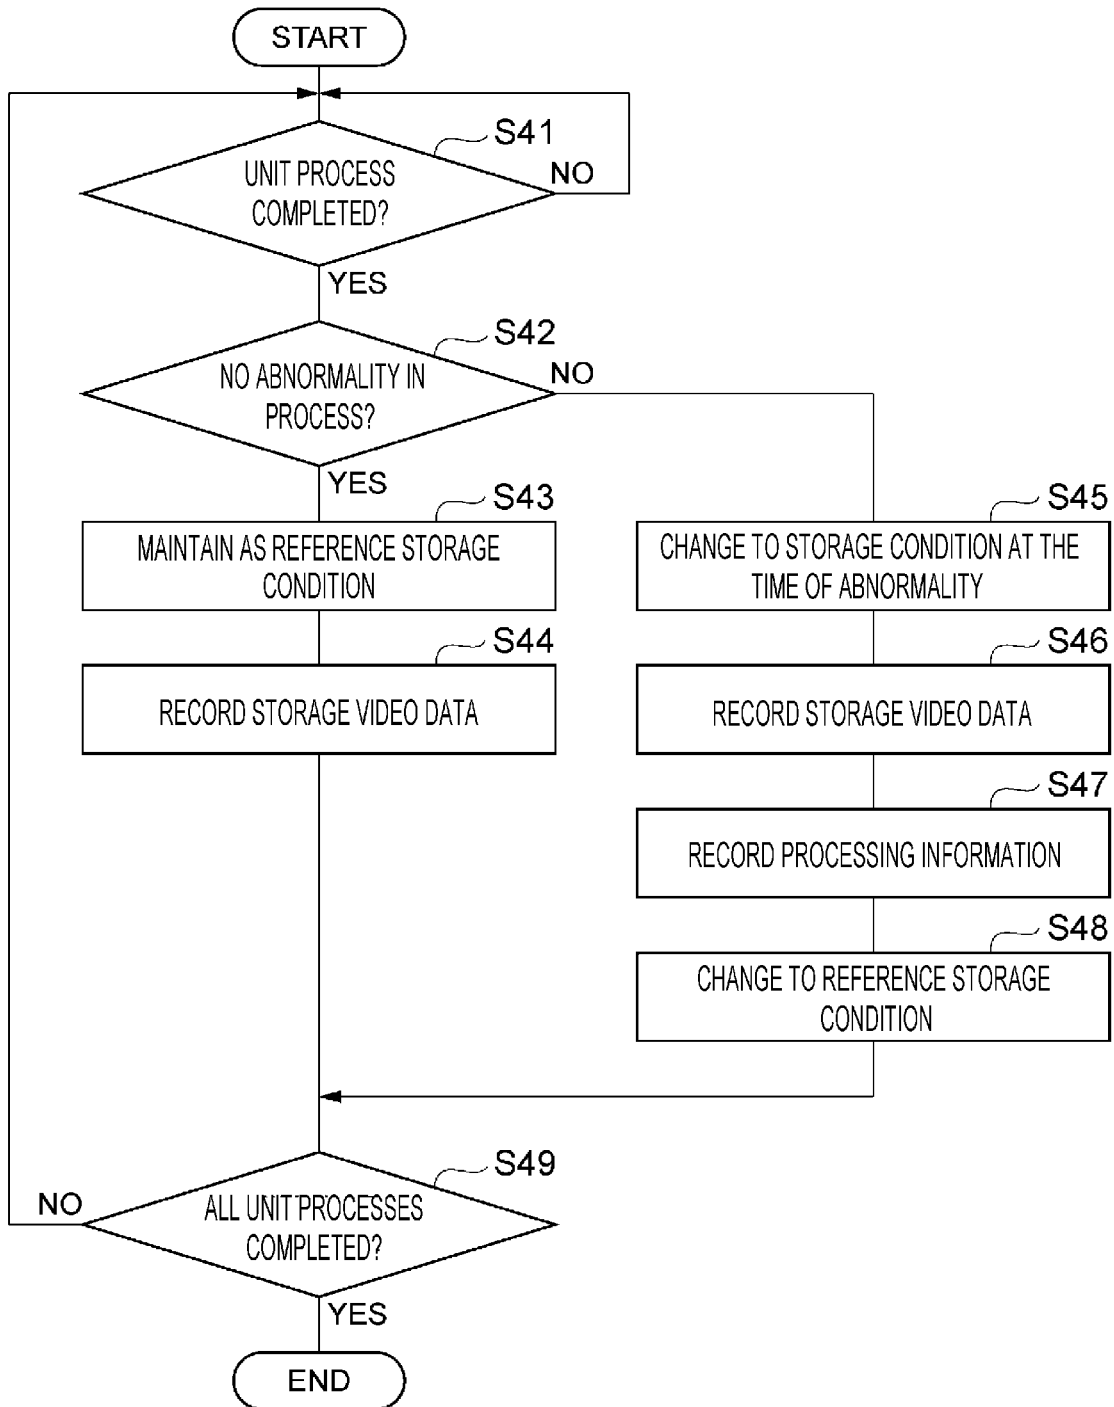 START
S41
UNIT PROCESS
COMPLETED?
NO
YES
S42
NO ABNORMALITY IN
PROCESS?
NO
YES
S43
MAINTAIN AS REFERENCE STORAGE
CONDITION
S44
RECORD STORAGE VIDEO DATA
S45
CHANGE TO STORAGE CONDITION AT THE
TIME OF ABNORMALITY
S46
RECORD STORAGE VIDEO DATA
S47
RECORD PROCESSING INFORMATION
S48
CHANGE TO REFERENCE STORAGE
CONDITION
S49
ALL UNIT PROCESSES
COMPLETED?
NO
YES
END